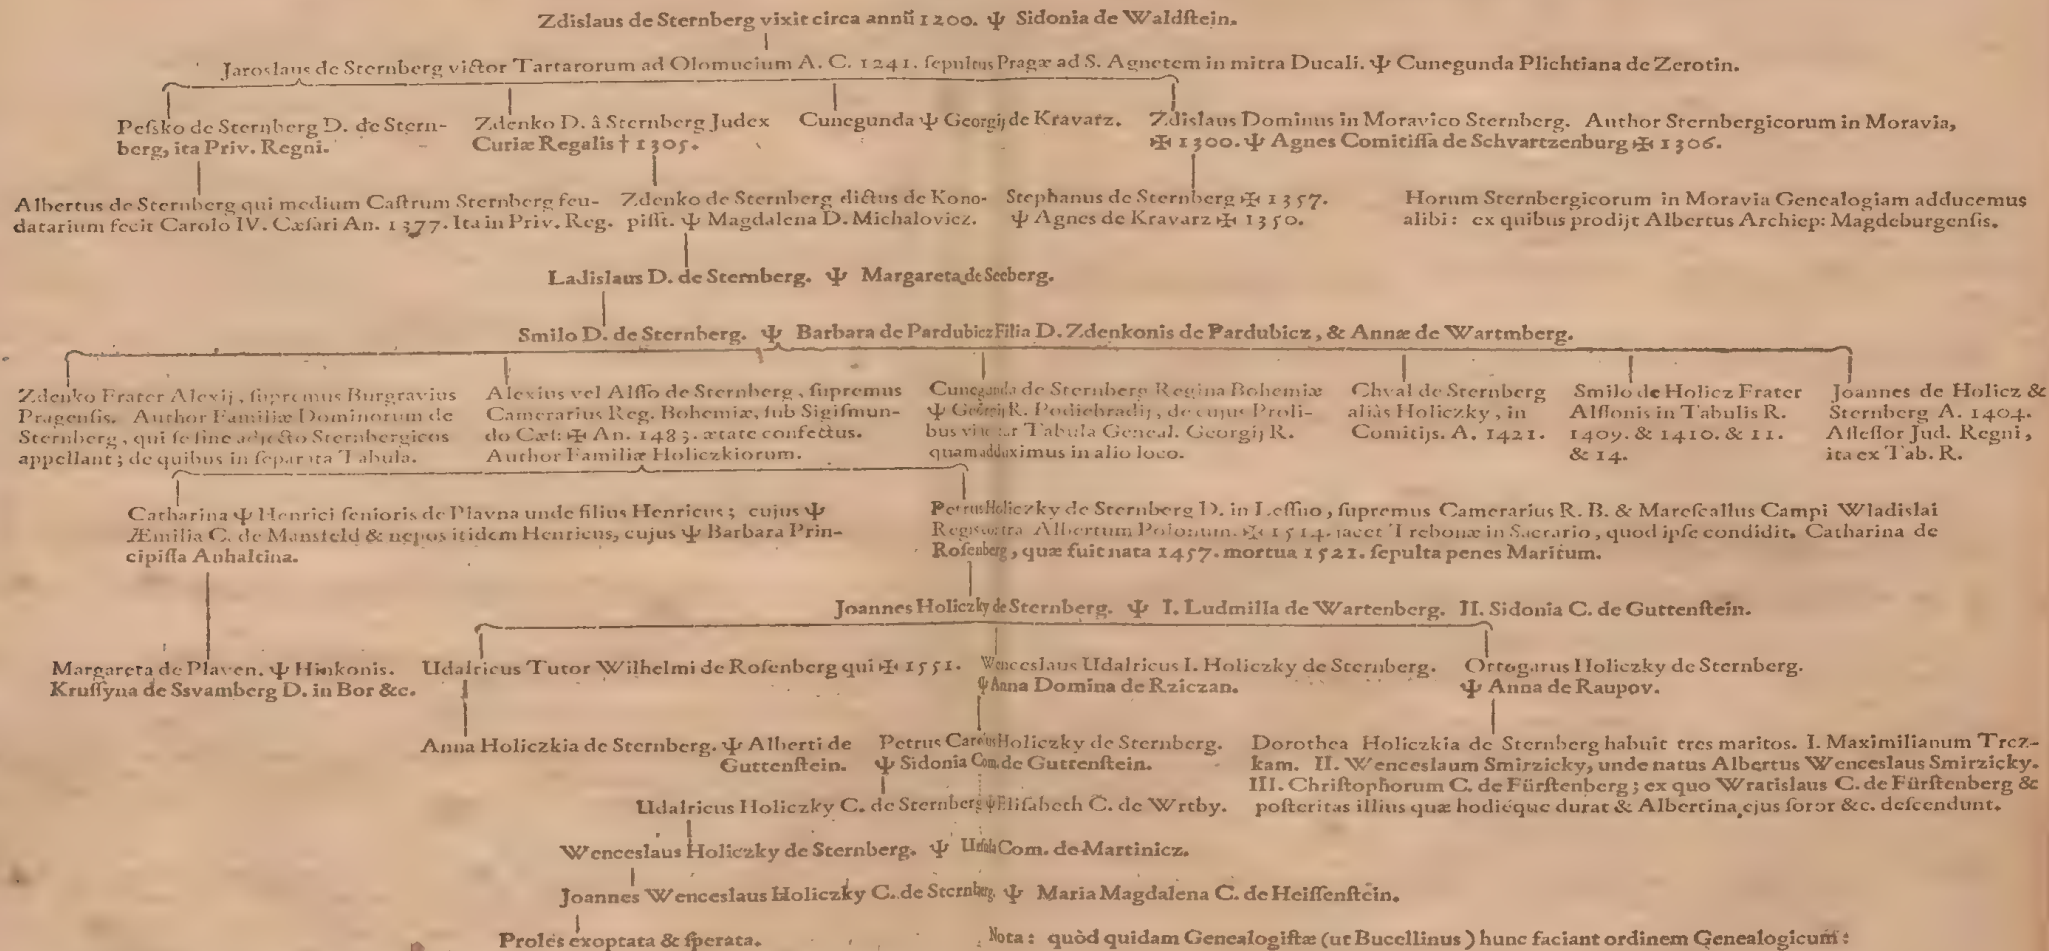 Zdislaus de Sternberg vixit circa annũ 1200. Ψ Sidonia de Waldſtein.
Jaroslaus de Sternberg victor Tartarorum ad Olomucium A. C. 1241. ſepultus Pragæ ad S. Agnetem in mitra Ducali. Ψ Cunegunda Plichtiana de Zerotin.
Peſsko de Sternberg D. de Stern-
berg, ita Priv. Regni.
Zdenko D. â Sternberg Judex
Curiæ Regalis † 1305.
Cunegunda Ψ Georgij de Kravarz.
Zdislaus Dominus in Moravico Sternberg. Author Sternbergicorum in Moravia,
✠ 1300. Ψ Agnes Comitiſſa de Schvartzenburg ✠ 1306.
Albertus de Sternberg qui medium Caſtrum Sternberg feu-
datarium fecit Carolo IV. Cæſari An. 1377. Ita in Priv. Reg.
Zdenko de Sternberg dictus de Kono-
piſſt. Ψ Magdalena D. Michalovicz.
Stephanus de Sternberg ✠ 1357.
Ψ Agnes de Kravarz ✠ 1350.
Horum Sternbergicorum in Moravia Genealogiam adducemus
alibi: ex quibus prodijt Albertus Archiep: Magdeburgenſis.
Ladislaus D. de Sternberg. Ψ Margareta de Seeberg.
Smilo D. de Sternberg. Ψ Barbara de Pardubicz Filia D. Zdenkonis de Pardubicz, & Annæ de Wartmberg.
Zdenko Frater Alexij, ſupremus Burgravius
Pragenſis. Author Familiæ Dominorum de
Sternberg, qui ſe ſine adjecto Sternbergicos
appellant; de quibus in ſeparata Tabula.
Alexius vel Alſſo de Sternberg, ſupremus
Camerarius Reg. Bohemiæ, ſub Sigiſmun-
do Cæſ: ✠ An. 1483. ætate confectus.
Author Familiæ Holiczkiorum.
Cunegunda de Sternberg Regina Bohemiæ
Ψ Georgij R. Podiebradij, de cujus Proli-
bus videatur Tabula Geneal. Georgij R.
quam adduximus in alio loco.
Chval de Sternberg
aliàs Holiczky, in
Comitijs. A. 1421.
Smilo de Holicz Frater
Alſſonis in Tabulis R.
1409. & 1410. & 11.
& 14.
Joannes de Holicz &
Sternberg A. 1404.
Aſſeſſor Jud. Regni,
ita ex Tab. R.
Catharina Ψ Henrici ſenioris de Plavna unde filius Henricus; cujus Ψ
Æmilia C. de Mansfeld & nepos itidem Henricus, cujus Ψ Barbara Prin-
cipiſſa Anhaltina.
Petrus Holiczky de Sternberg D. in Leſſno, ſupremus Camerarius R. B. & Mareſcallus Campi Wladislai
Regis contra Albertum Polonum. ✠ 1514. jacet Trebonæ in Sacrario, quod ipſe condidit. Catharina de
Roſenberg, quæ fuit nata 1457. mortua 1521. ſepulta penes Maritum.
Joannes Holiczky de Sternberg. Ψ I. Ludmilla de Wartenberg. II. Sidonia C. de Guttenſtein.
Margareta de Plaven. Ψ Hinkonis.
Kruſſyna de Ssvamberg D. in Bor &c.
Udalricus Tutor Wilhelmi de Roſenberg qui ✠ 1551.
Wenceslaus Udalricus I. Holiczky de Sternberg.
Ψ Anna Domina de Rziczan.
Ottogarus Holiczky de Sternberg.
Ψ Anna de Raupov.
Anna Holiczkia de Sternberg. Ψ Alberti de
Guttenſtein.
Petrus Carolus Holiczky de Sternberg.
Ψ Sidonia Com. de Guttenſtein.
Dorothea Holiczkia de Sternberg habuit tres maritos. I. Maximilianum Trcz-
kam. II. Wenceslaum Smirzicky, unde natus Albertus Wenceslaus Smirzicky.
III. Chriſtophorum C. de Fürſtenberg; ex quo Wratislaus C. de Fürſtenberg &
poſteritas illius quæ hodieque durat & Albertina ejus ſoror &c. deſcendunt.
Udalricus Holiczky C. de Sternberg Ψ Eliſabeth C. de Wrtby.
Wenceslaus Holiczky de Sternberg. Ψ Urſula Com. de Martinicz.
Joannes Wenceslaus Holiczky C. de Sternberg. Ψ Maria Magdalena C. de Heiſſenſtein.
Proles exoptata & ſperata.
Nota: quòd quidam Genealogiſtæ (ut Bucellinus) hunc faciant ordinem Genealogicum: